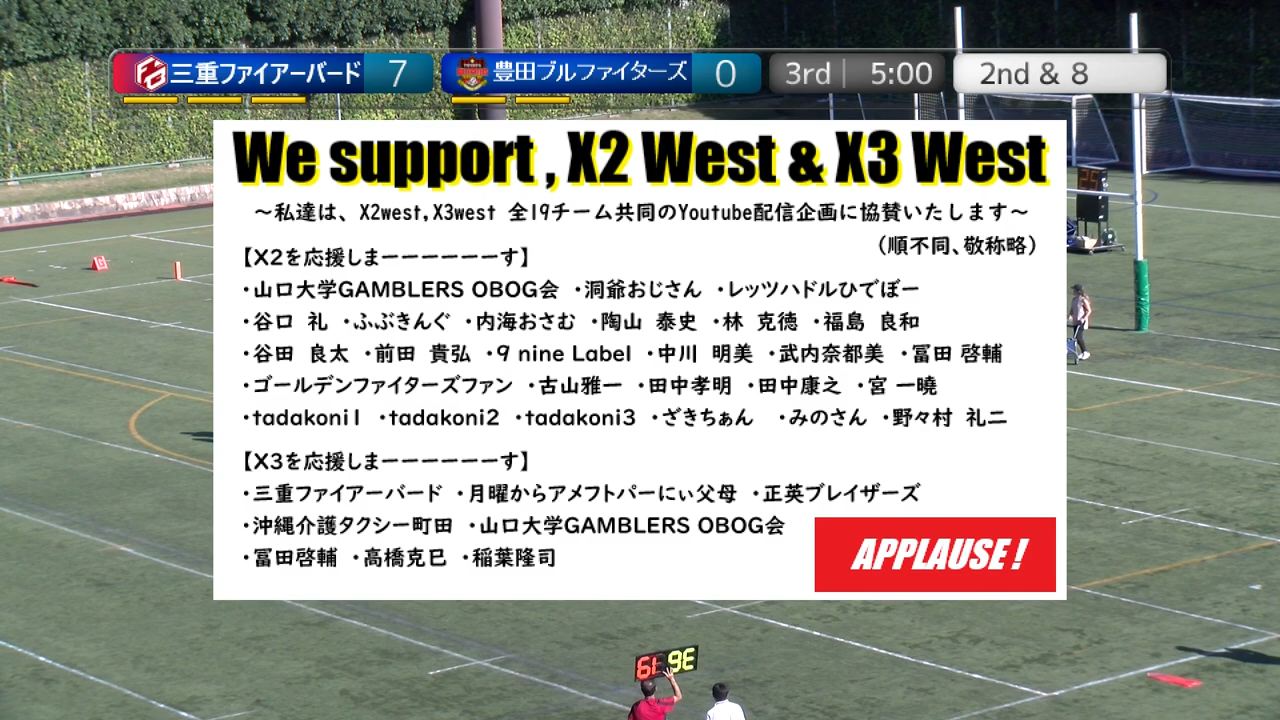 三重ファイアーバード 7 豊田ブルファイターズ 0 3rd 5:00 2nd & 8
We support , X2 West & X3 West
～私達は、X2west,X3west 全19チーム共同のYoutube配信企画に協賛いたします～
（順不同、敬称略）
【X2を応援しまーーーーーーす】
・山口大学GAMBLERS OBOG会 ・洞爺おじさん ・レッツハドルひでぼー
・谷口 礼 ・ふぶきんぐ ・内海おさむ ・陶山 泰史 ・林 克徳 ・福島 良和
・谷田 良太 ・前田 貴弘 ・9 nine Label ・中川 明美 ・武内奈都美 ・冨田 啓輔
・ゴールデンファイターズファン ・古山雅一 ・田中孝明 ・田中康之 ・宮 一曉
・tadakoni1 ・tadakoni2 ・tadakoni3 ・ざきちぁん ・みのさん ・野々村 礼二
【X3を応援しまーーーーーーす】
・三重ファイアーバード ・月曜からアメフトパーにぃ父母 ・正英ブレイザーズ
・沖縄介護タクシー町田 ・山口大学GAMBLERS OBOG会
・冨田啓輔 ・高橋克巳 ・稲葉隆司
APPLAUSE !